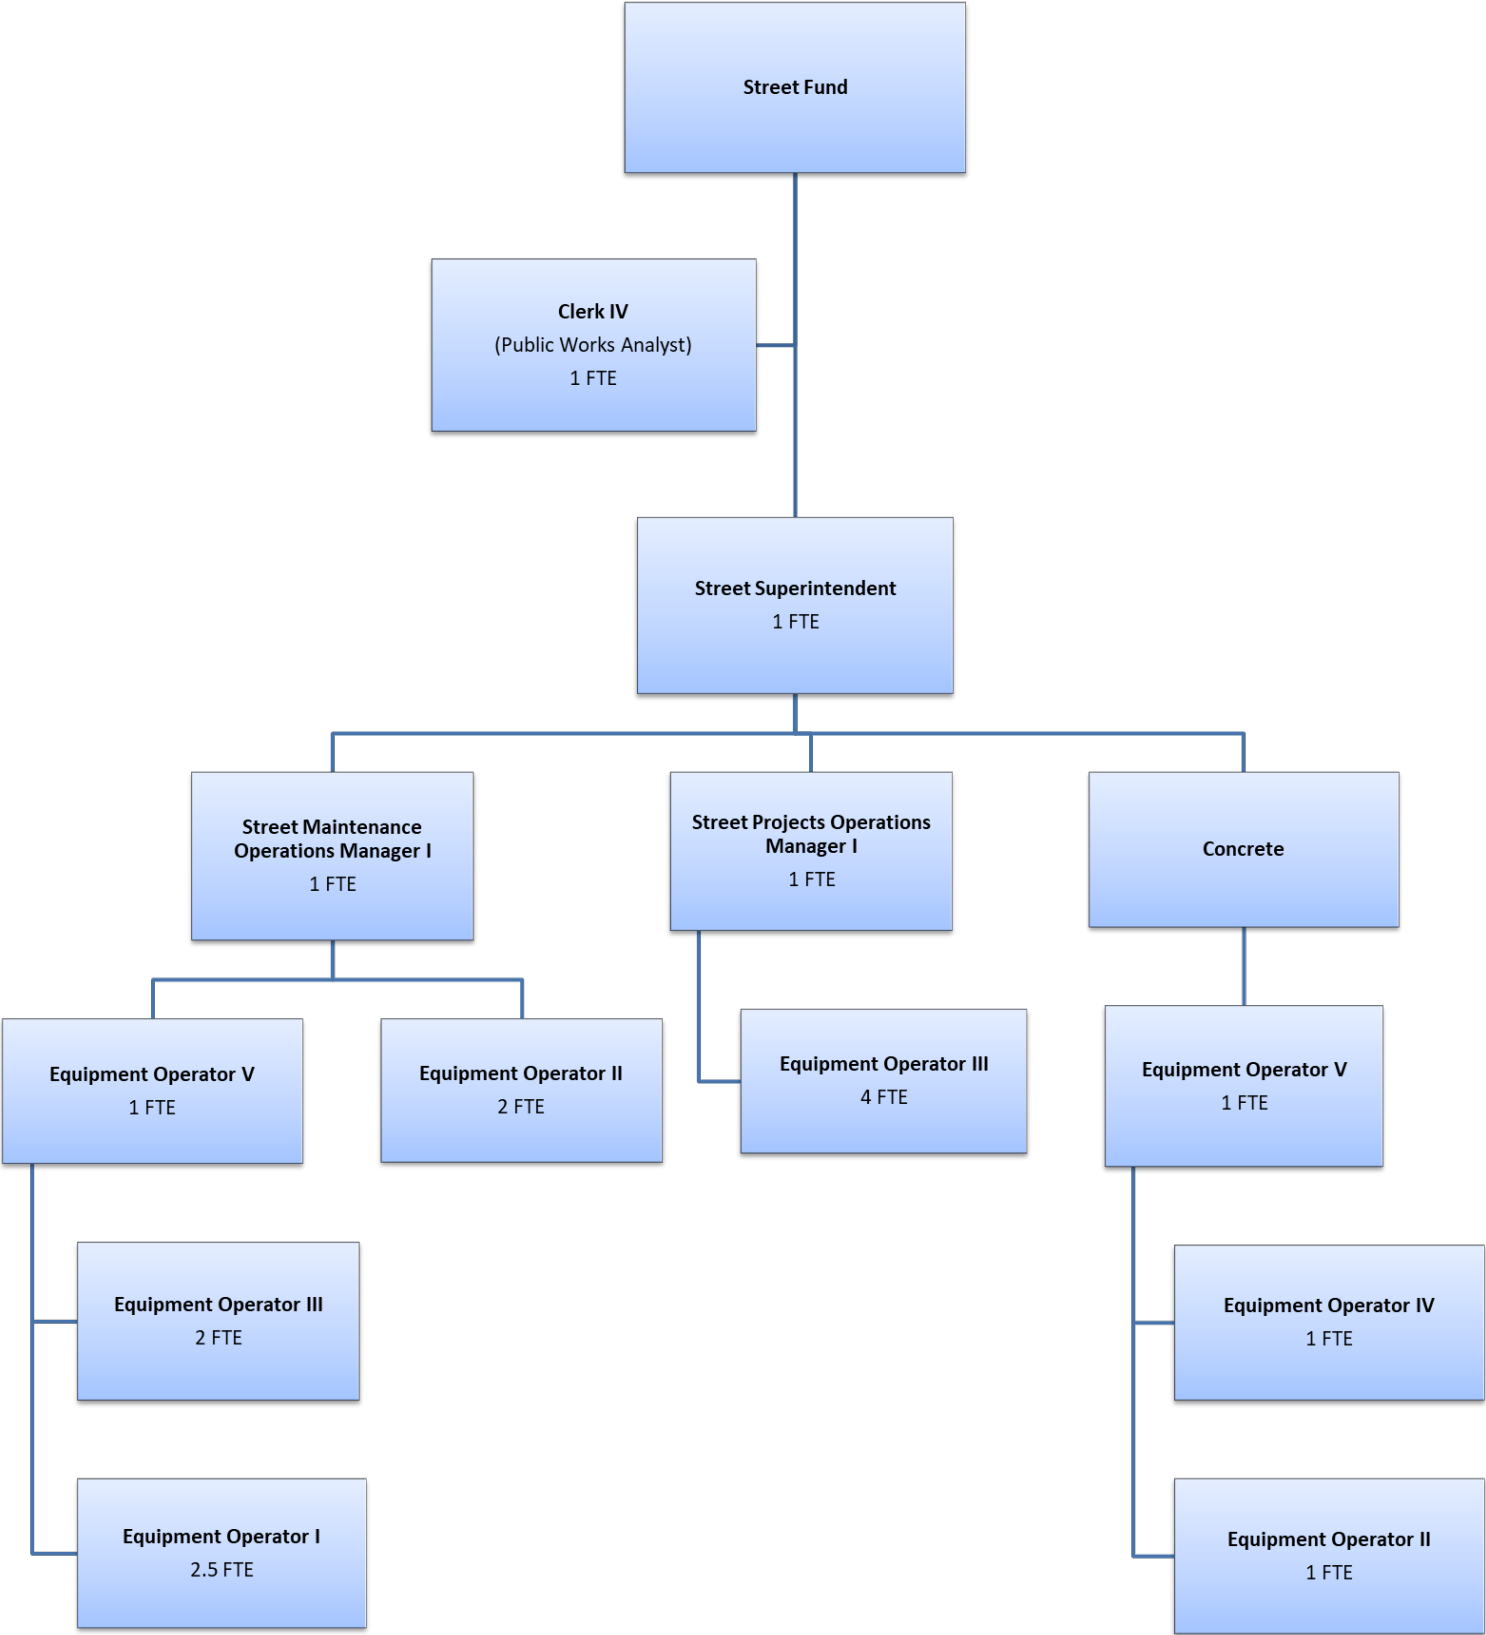 Street Fund
Clerk IV
(Public Works Analyst)
1 FTE
Street Superintendent
1 FTE
Street Maintenance
Operations Manager I
1 FTE
Street Projects Operations
Manager I
1 FTE
Concrete
Equipment Operator V
1 FTE
Equipment Operator II
2 FTE
Equipment Operator III
4 FTE
Equipment Operator V
1 FTE
Equipment Operator III
2 FTE
Equipment Operator IV
1 FTE
Equipment Operator I
2.5 FTE
Equipment Operator II
1 FTE